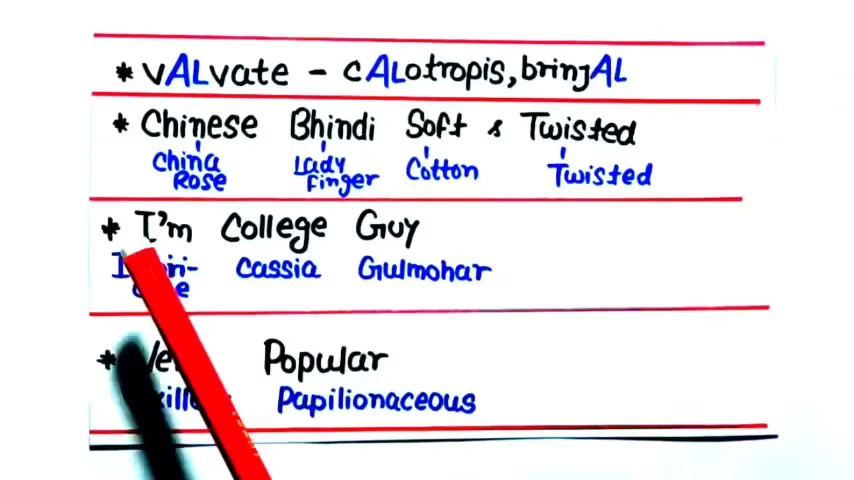 * vALvate - cALotropis, brinjAL
* Chinese Bhindi Soft & Twisted
China Rose Lady Finger Cotton Twisted
* I'm College Guy
Cassia Gulmohar
* Popular
Papilionaceous